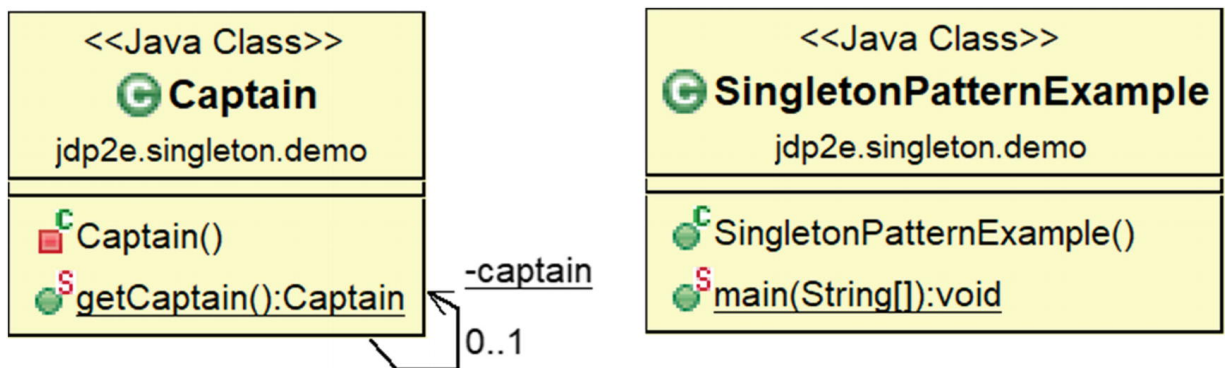 <<Java Class>>
C Captain
jdp2e.singleton.demo
C Captain()
S getCaptain():Captain
-captain
0..1
<<Java Class>>
C SingletonPatternExample
jdp2e.singleton.demo
C SingletonPatternExample()
S main(String[]):void